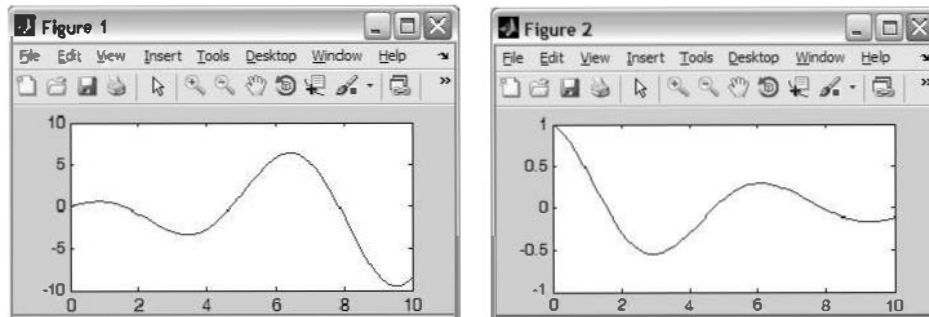 Figure 1
File Edit View Insert Tools Desktop Window Help
10
5
0
-5
-10
0 2 4 6 8 10
Figure 2
File Edit View Insert Tools Desktop Window Help
1
0.5
0
-0.5
-1
0 2 4 6 8 10